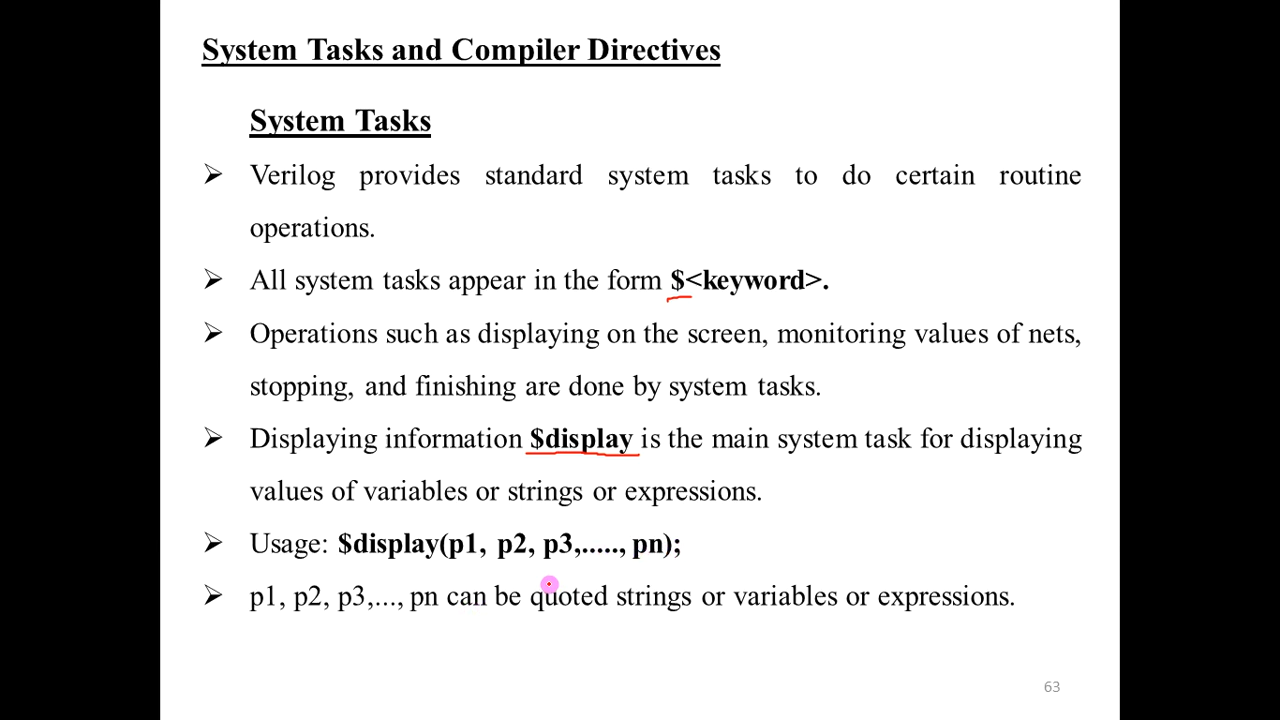 System Tasks and Compiler Directives
System Tasks
➢ Verilog provides standard system tasks to do certain routine
operations.
➢ All system tasks appear in the form $<keyword>.
➢ Operations such as displaying on the screen, monitoring values of nets,
stopping, and finishing are done by system tasks.
➢ Displaying information $display is the main system task for displaying
values of variables or strings or expressions.
➢ Usage: $display(p1, p2, p3,....., pn);
➢ p1, p2, p3,..., pn can be quoted strings or variables or expressions.
63